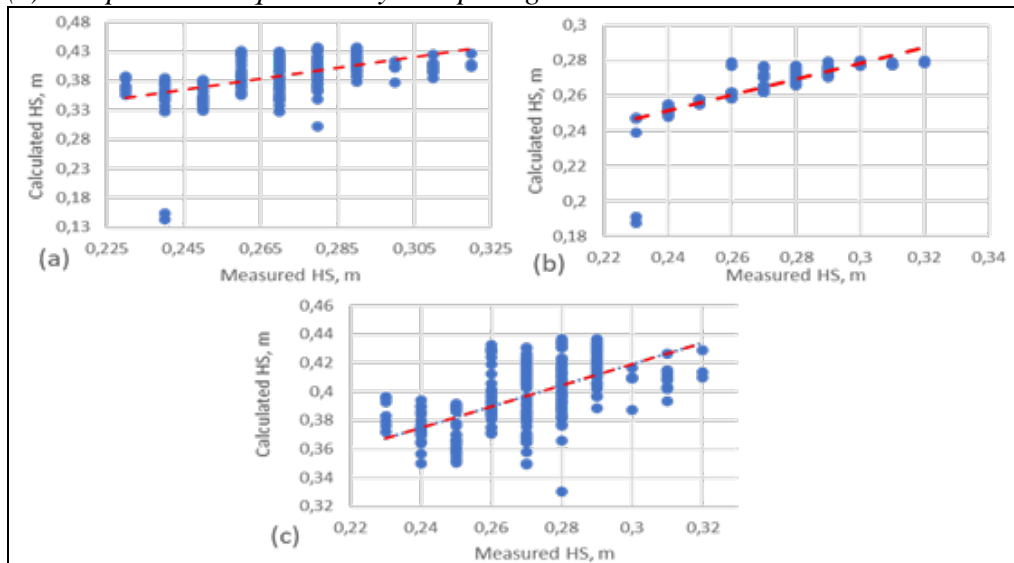 Calculated HS, m
0,48
0,43
0,38
0,33
0,28
0,23
0,18
0,13
0,225 0,245 0,265 0,285 0,305 0,325
(a)
Measured HS, m
Calculated HS, m
0,3
0,28
0,26
0,24
0,22
0,2
0,18
0,22 0,24 0,26 0,28 0,3 0,32 0,34
(b)
Measured HS, m
Calculated HS, m
0,46
0,44
0,42
0,4
0,38
0,36
0,34
0,32
0,22 0,24 0,26 0,28 0,3 0,32
(c)
Measured HS, m